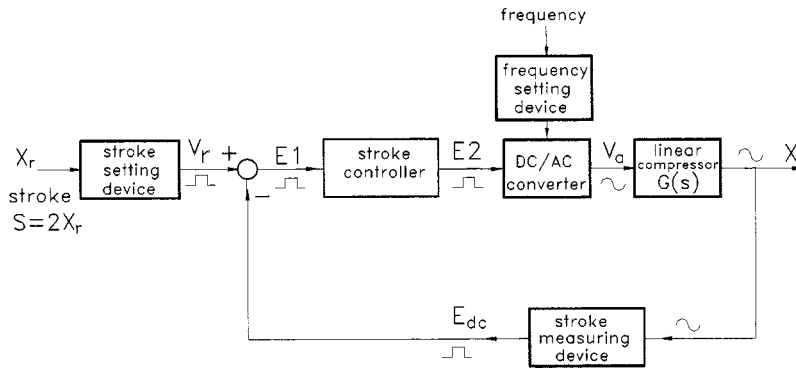 frequency
frequency
setting
device
X_r
stroke
S=2X_r
stroke
setting
device
V_r
+
−
E1
stroke
controller
E2
DC/AC
converter
V_a
linear
compressor
G(s)
X
E_dc
stroke
measuring
device